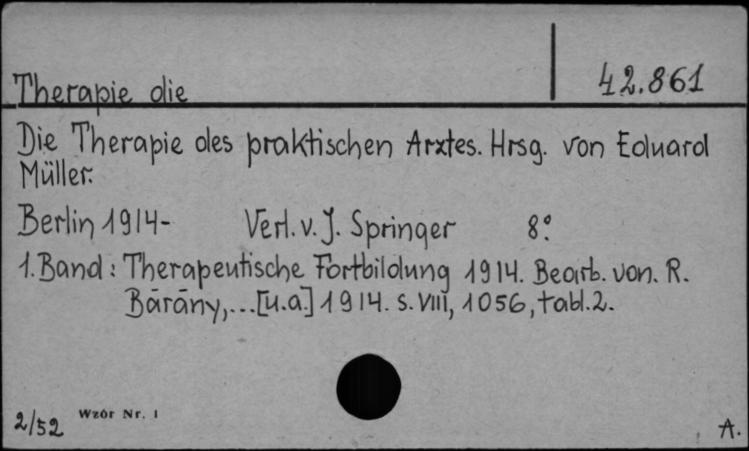 42.861
Therapie die
Die Therapie des praktischen Arztes. Hrsg. von Eduard
Müller.
Berlin 1914- Verl. v. J. Springer 8°
1. Band: Therapeutische Fortbildung 1914. Bearb. von. R.
Bārāny,...[u.a.] 1914. s. VIII, 1056, tabl. 2.
2/52 Wzór Nr. 1
A.